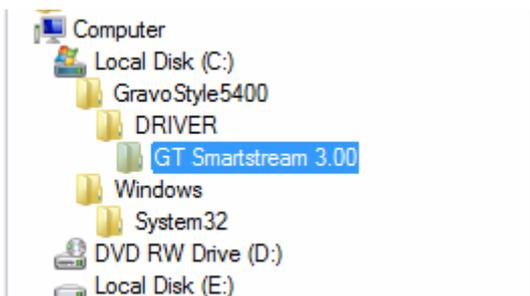 Computer
Local Disk (C:)
GravoStyle5400
DRIVER
GT Smartstream 3.00
Windows
System32
DVD RW Drive (D:)
Local Disk (E:)